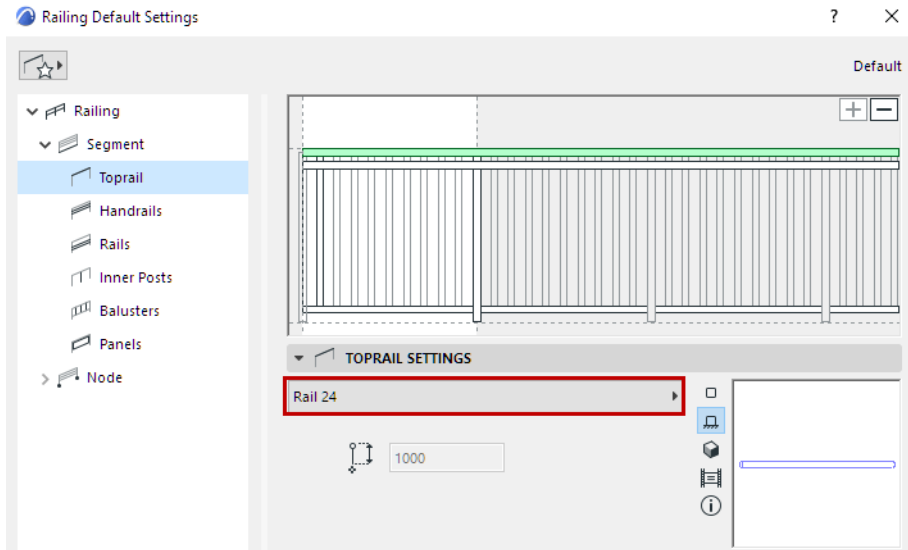 Railing Default Settings
?
Default
Railing
Segment
Toprail
Handrails
Rails
Inner Posts
Balusters
Panels
Node
TOPRAIL SETTINGS
Rail 24
1000